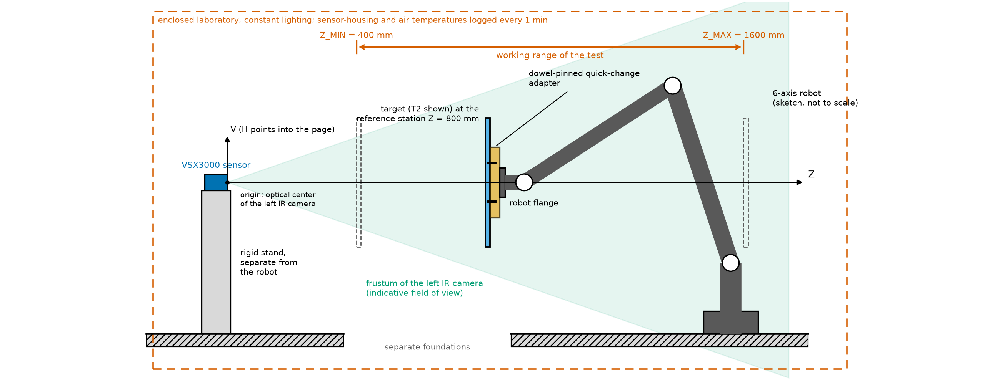 enclosed laboratory, constant lighting; sensor-housing and air temperatures logged every 1 min
Z_MIN = 400 mm
Z_MAX = 1600 mm
working range of the test
dowel-pinned quick-change
adapter
6-axis robot
(sketch, not to scale)
target (T2 shown) at the
reference station Z = 800 mm
V (H points into the page)
VSX3000 sensor
Z
origin: optical center
of the left IR camera
robot flange
rigid stand,
separate from
the robot
frustum of the left IR camera
(indicative field of view)
separate foundations